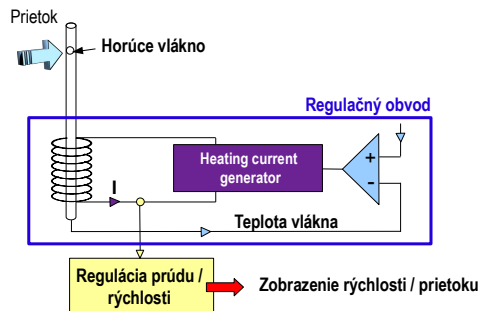 Prietok
Horúce vlákno
Regulačný obvod
Heating current
generator
+
-
I
Teplota vlákna
Regulácia prúdu /
rýchlosti
Zobrazenie rýchlosti / prietoku